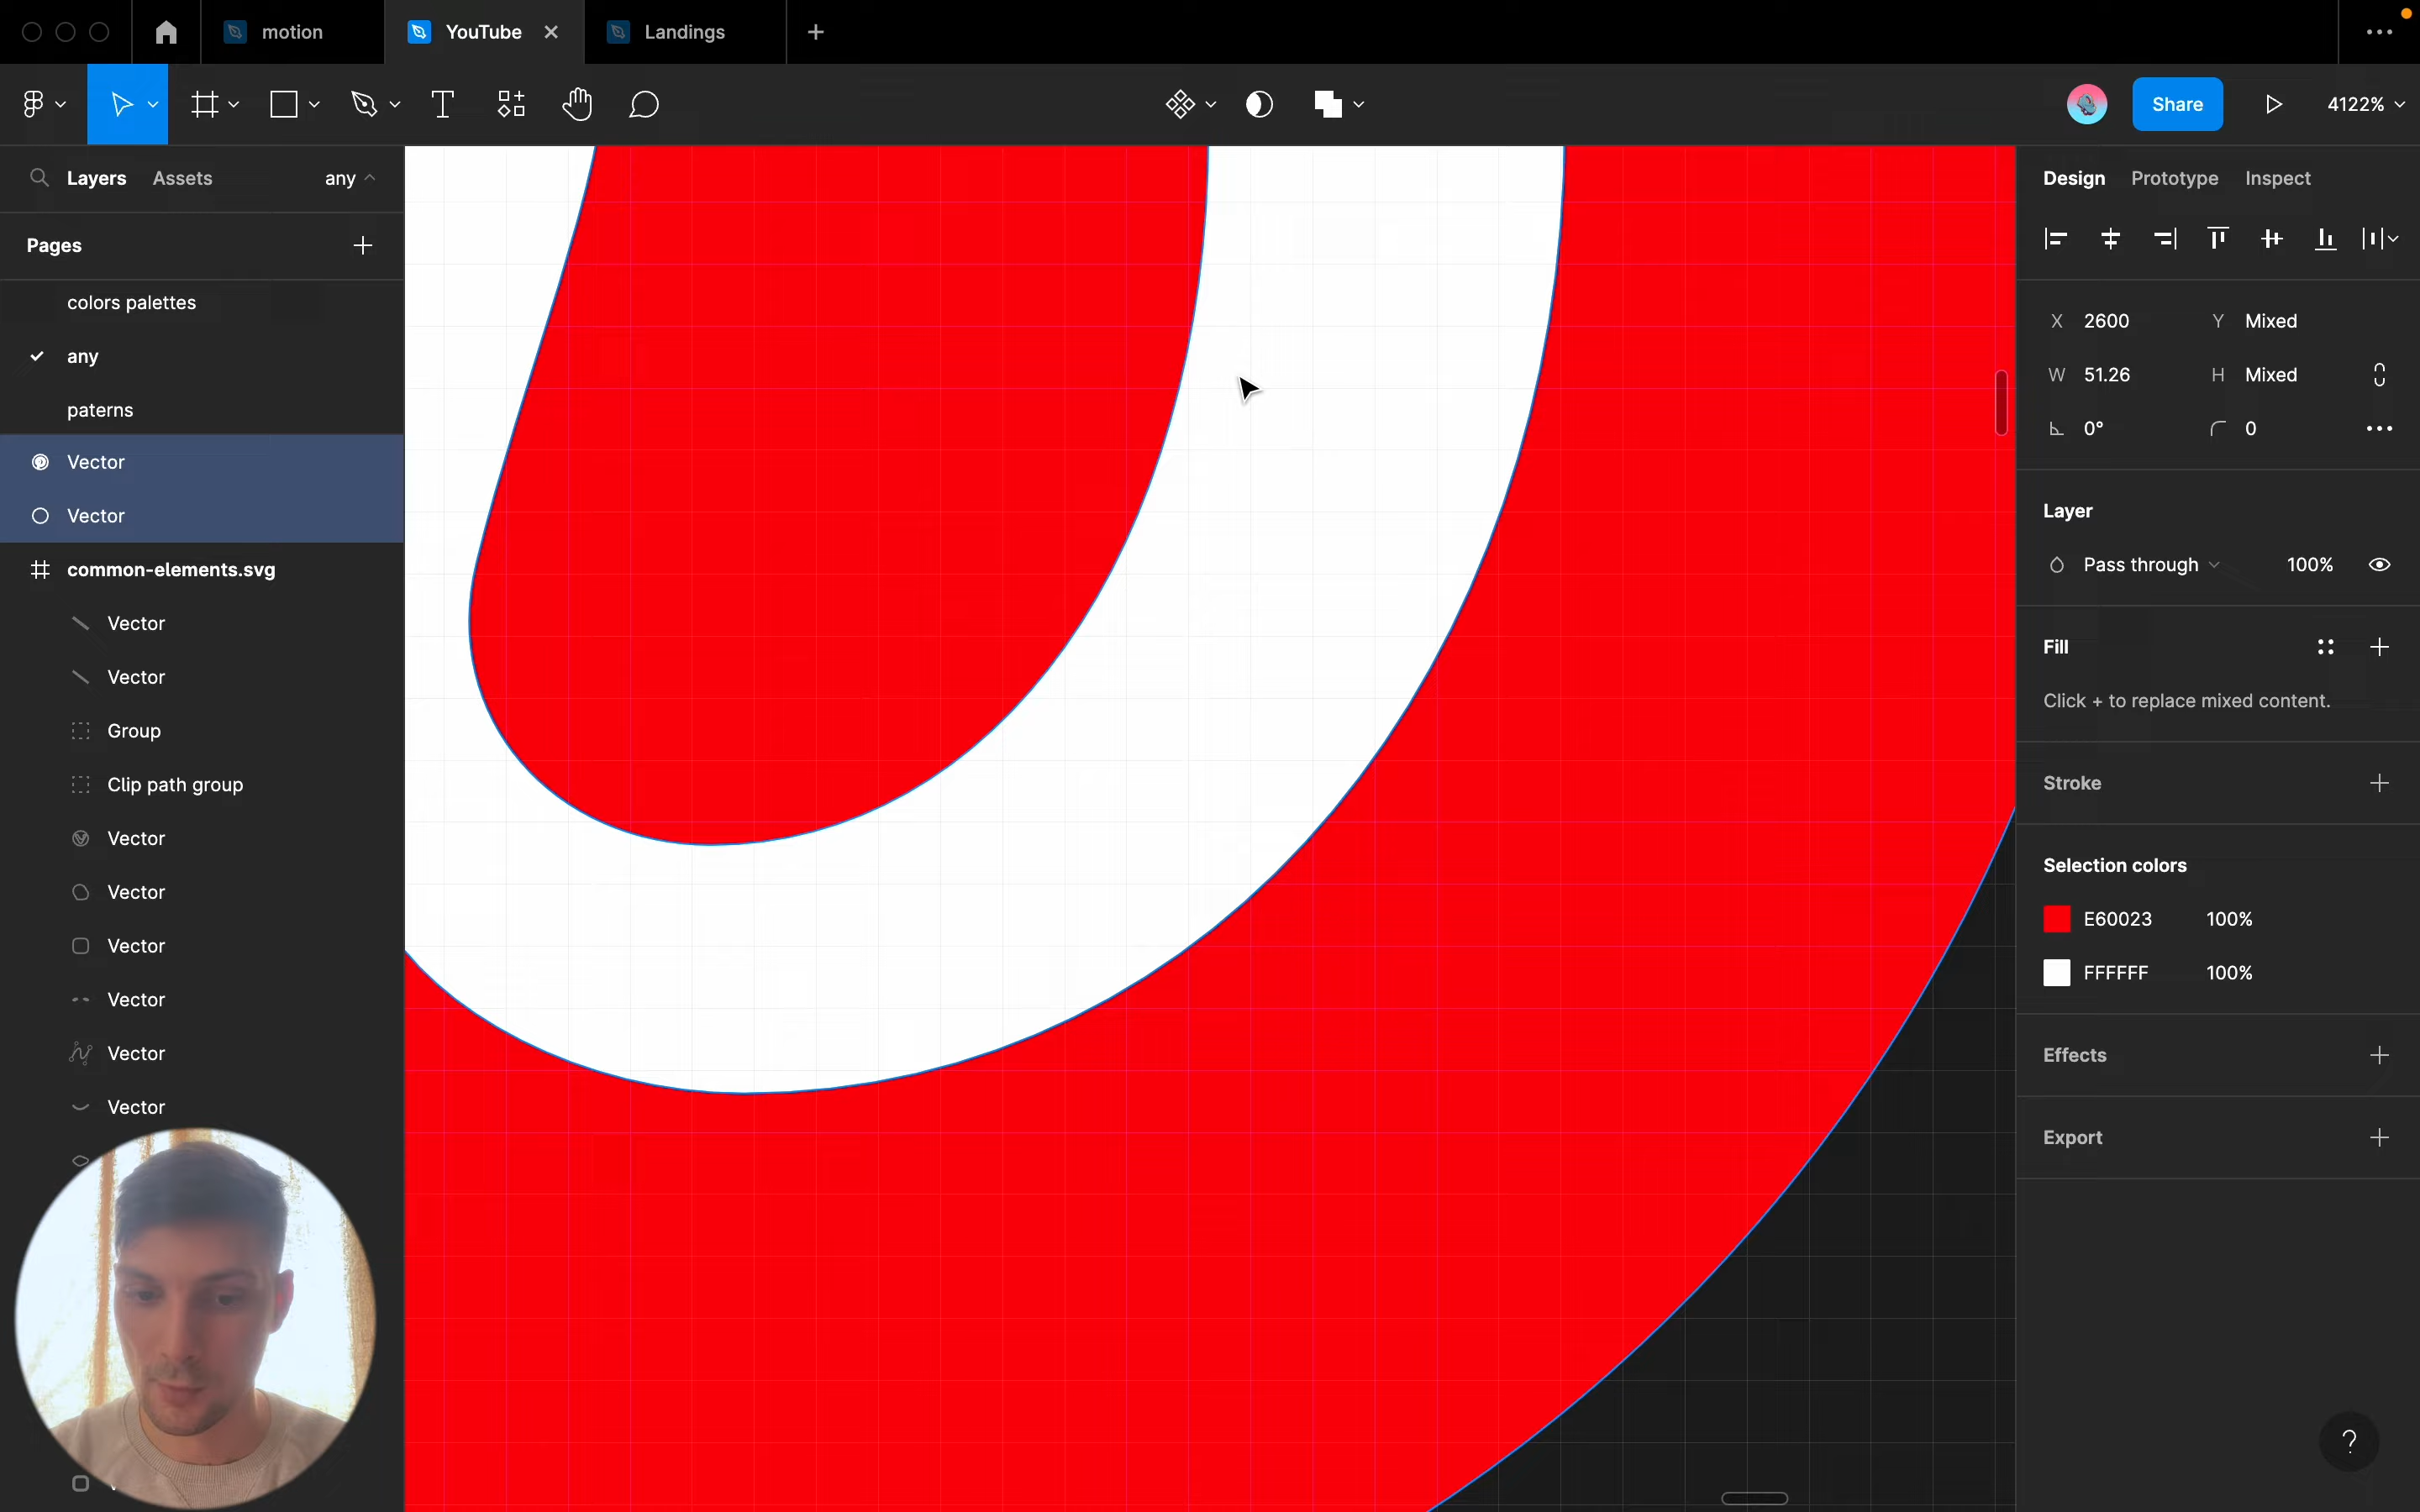 motion
YouTube
Landings
Share
4122%
Layers
Assets
any
Pages
colors palettes
any
paterns
Vector
Vector
common-elements.svg
Vector
Vector
Group
Clip path group
Vector
Vector
Vector
Vector
Vector
Vector
Design
Prototype
Inspect
X 2600
Y Mixed
W 51.26
H Mixed
0°
0
Layer
Pass through
100%
Fill
Click + to replace mixed content.
Stroke
Selection colors
E60023 100%
FFFFFF 100%
Effects
Export
?